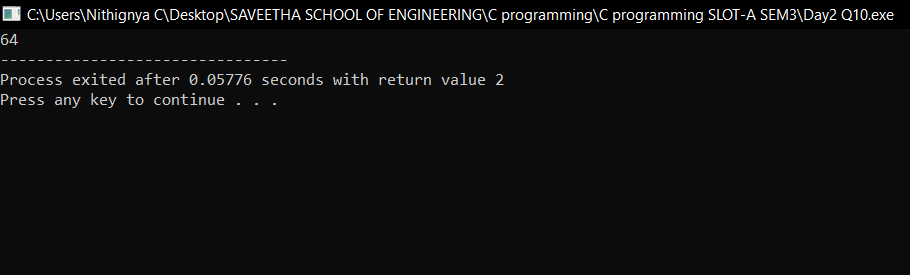 C:\Users\Nithignya C\Desktop\SAVEETHA SCHOOL OF ENGINEERING\C programming\C programming SLOT-A SEM3\Day2 Q10.exe
64
--------------------------------
Process exited after 0.05776 seconds with return value 2
Press any key to continue . . .